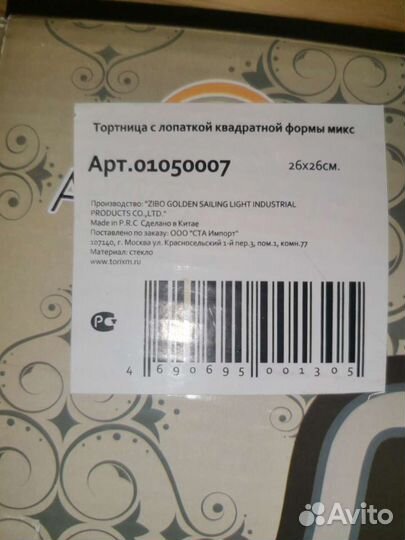 Тортница с лопаткой квадратной формы микс
Арт.01050007 26х26см.
Производство: "ZIBO GOLDEN SAILING LIGHT INDUSTRIAL
PRODUCTS CO.,LTD."
Made in P.R.C Сделано в Китае
Поставлено по заказу: ООО "СТА Импорт"
107140, г. Москва ул. Красносельский 1-й пер.3, пом.1, комн.77
Материал: стекло
www.torixm.ru
4 690695 001305
Avito